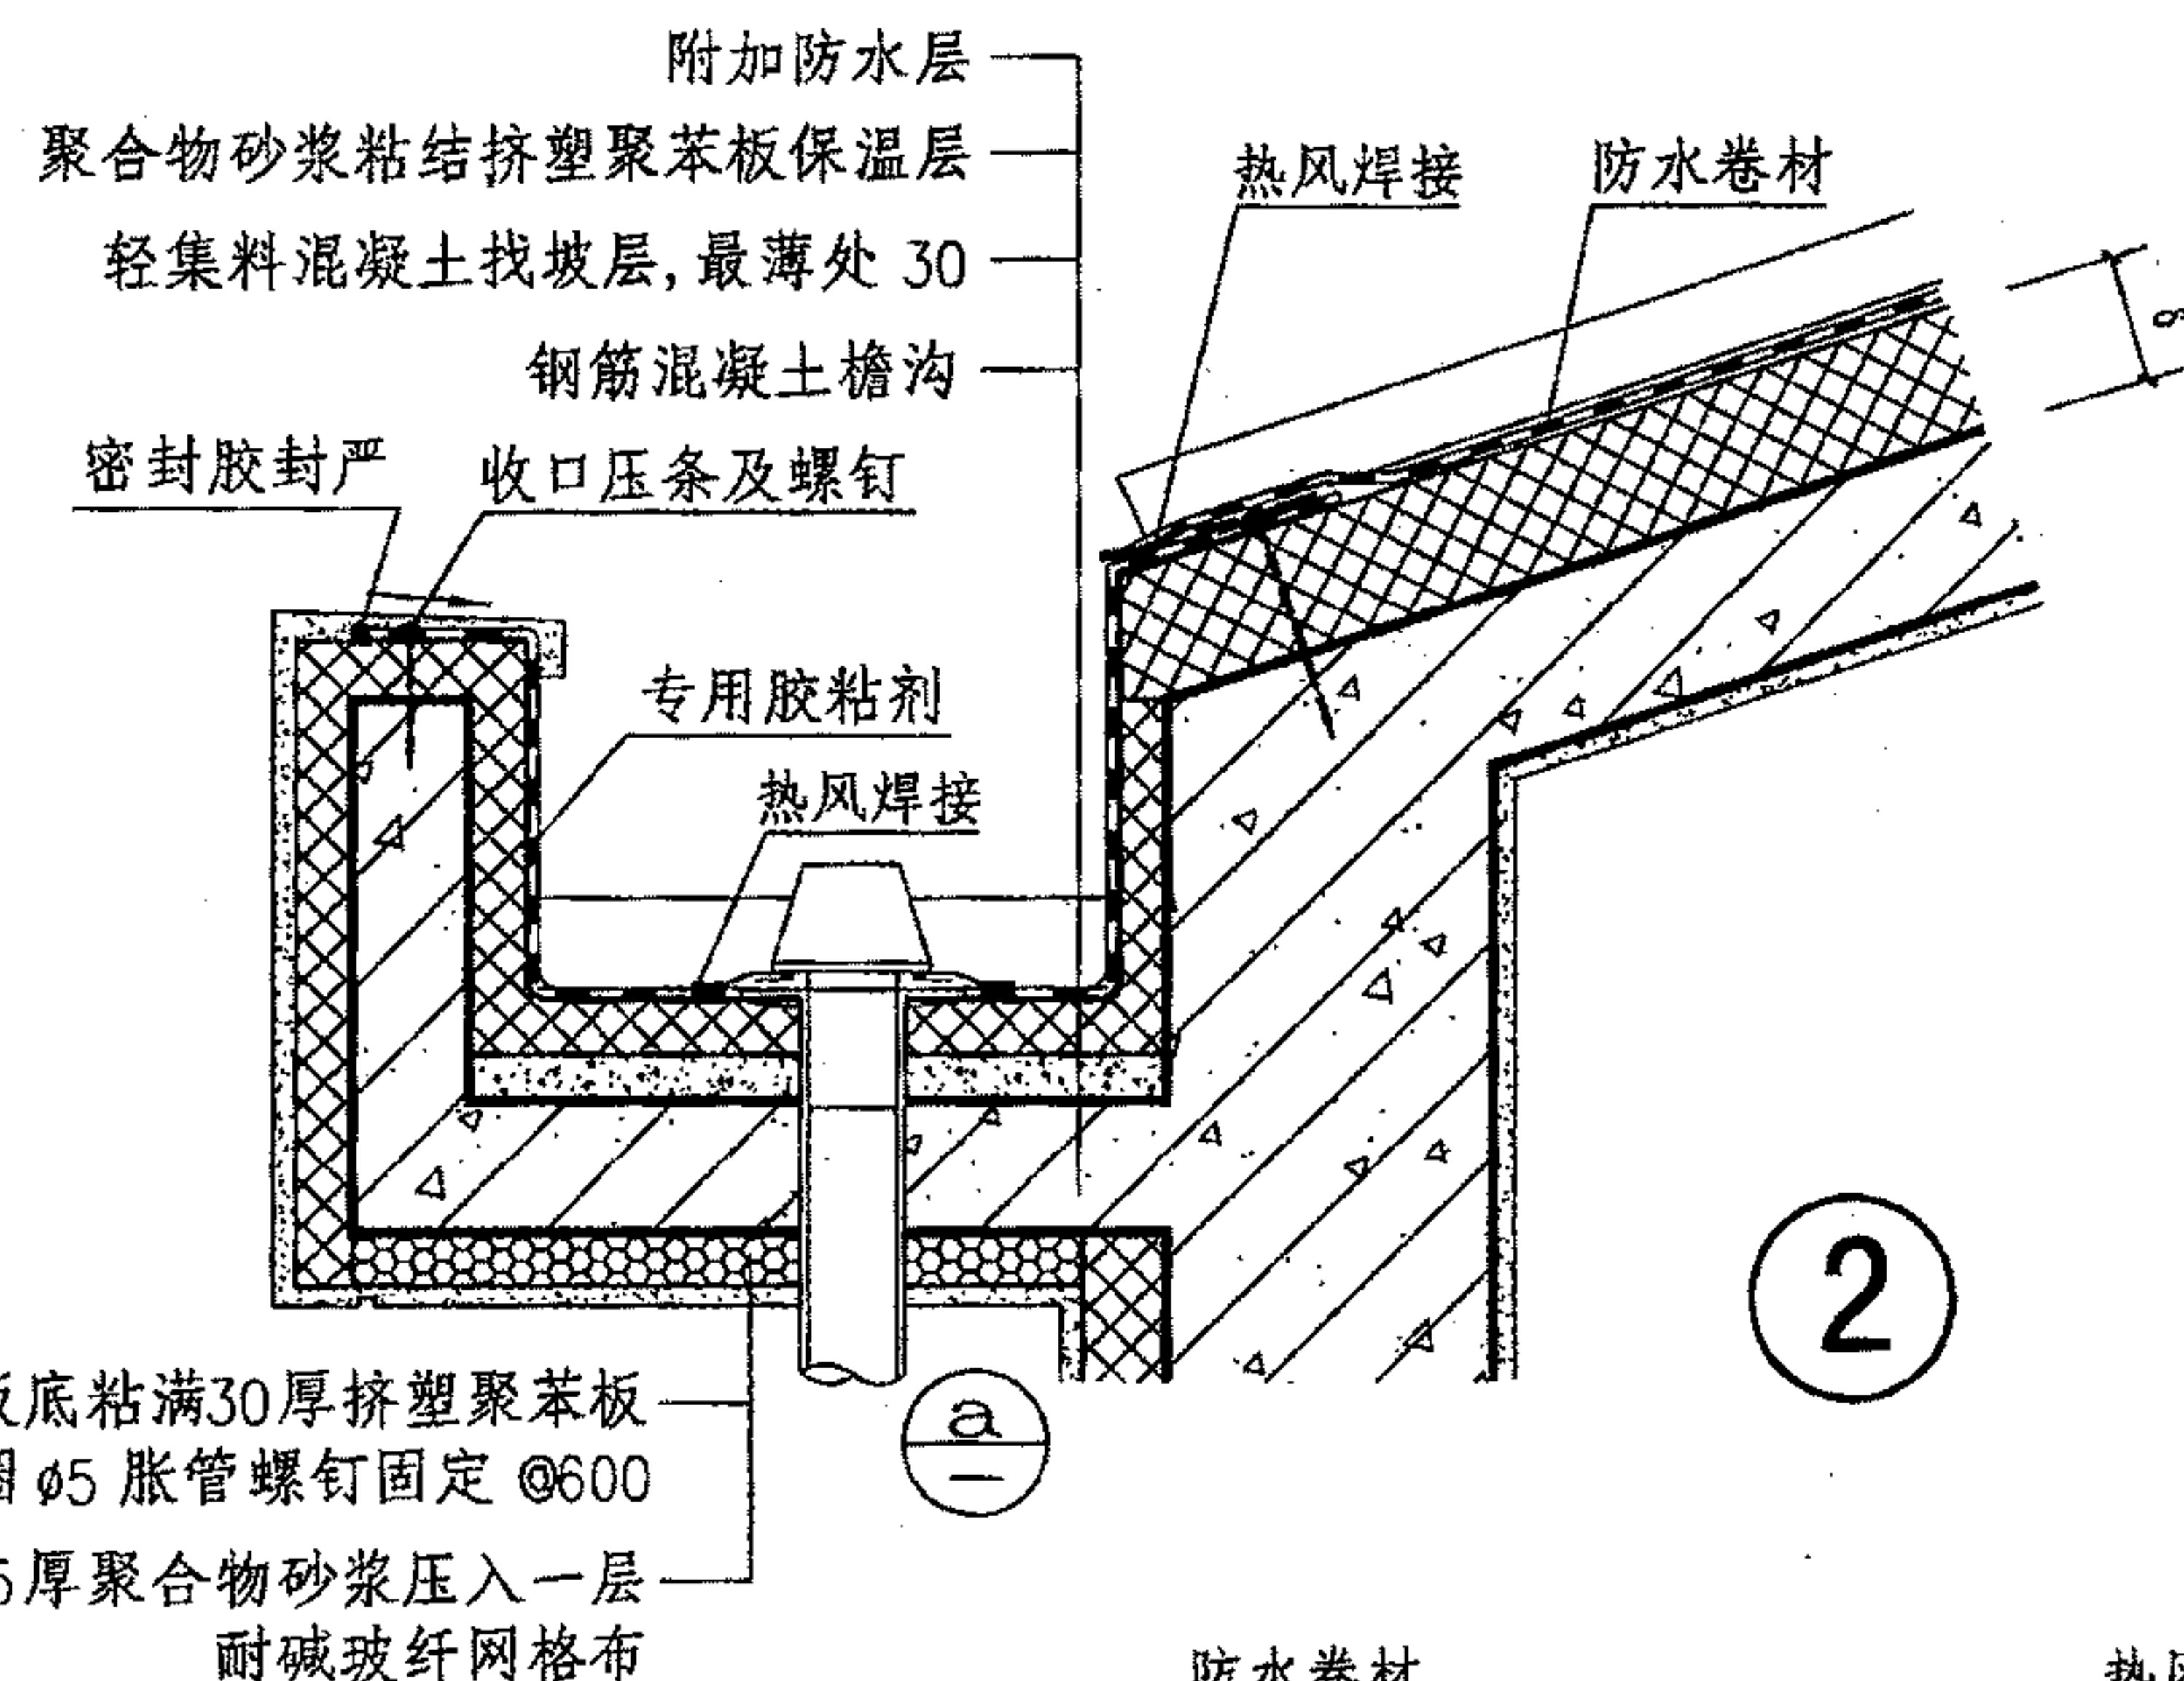 附加防水层
聚合物砂浆粘结挤塑聚苯板保温层
轻集料混凝土找坡层,最薄处 30
钢筋混凝土檐沟
热风焊接
防水卷材
密封胶封严
收口压条及螺钉
专用胶粘剂
热风焊接
2
a
底粘满30厚挤塑聚苯板
ø5 胀管螺钉固定 @600
厚聚合物砂浆压入一层
耐碱玻纤网格布
防水卷材